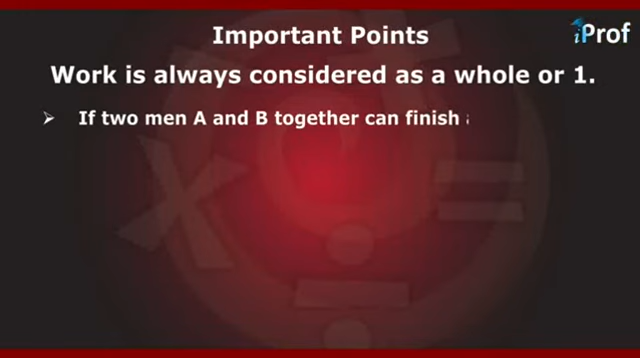 Important Points
iProf
Work is always considered as a whole or 1.
➢ If two men A and B together can finish